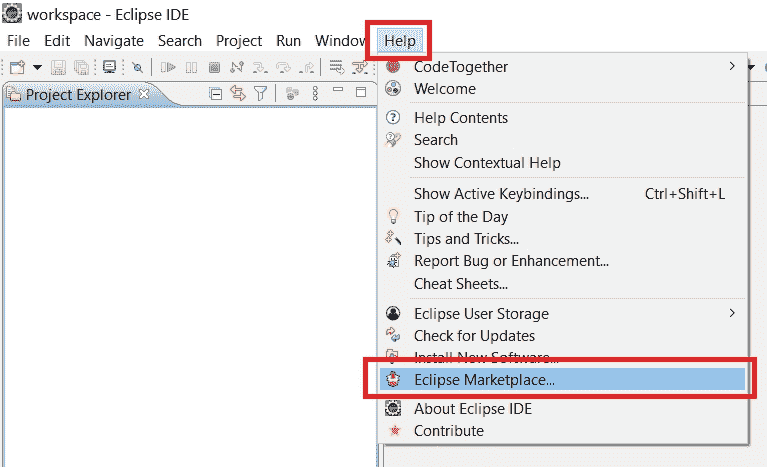 workspace - Eclipse IDE
File Edit Navigate Search Project Run Window Help
Project Explorer
CodeTogether
Welcome
Help Contents
Search
Show Contextual Help
Show Active Keybindings... Ctrl+Shift+L
Tip of the Day
Tips and Tricks...
Report Bug or Enhancement...
Cheat Sheets...
Eclipse User Storage
Check for Updates
Install New Software...
Eclipse Marketplace...
About Eclipse IDE
Contribute